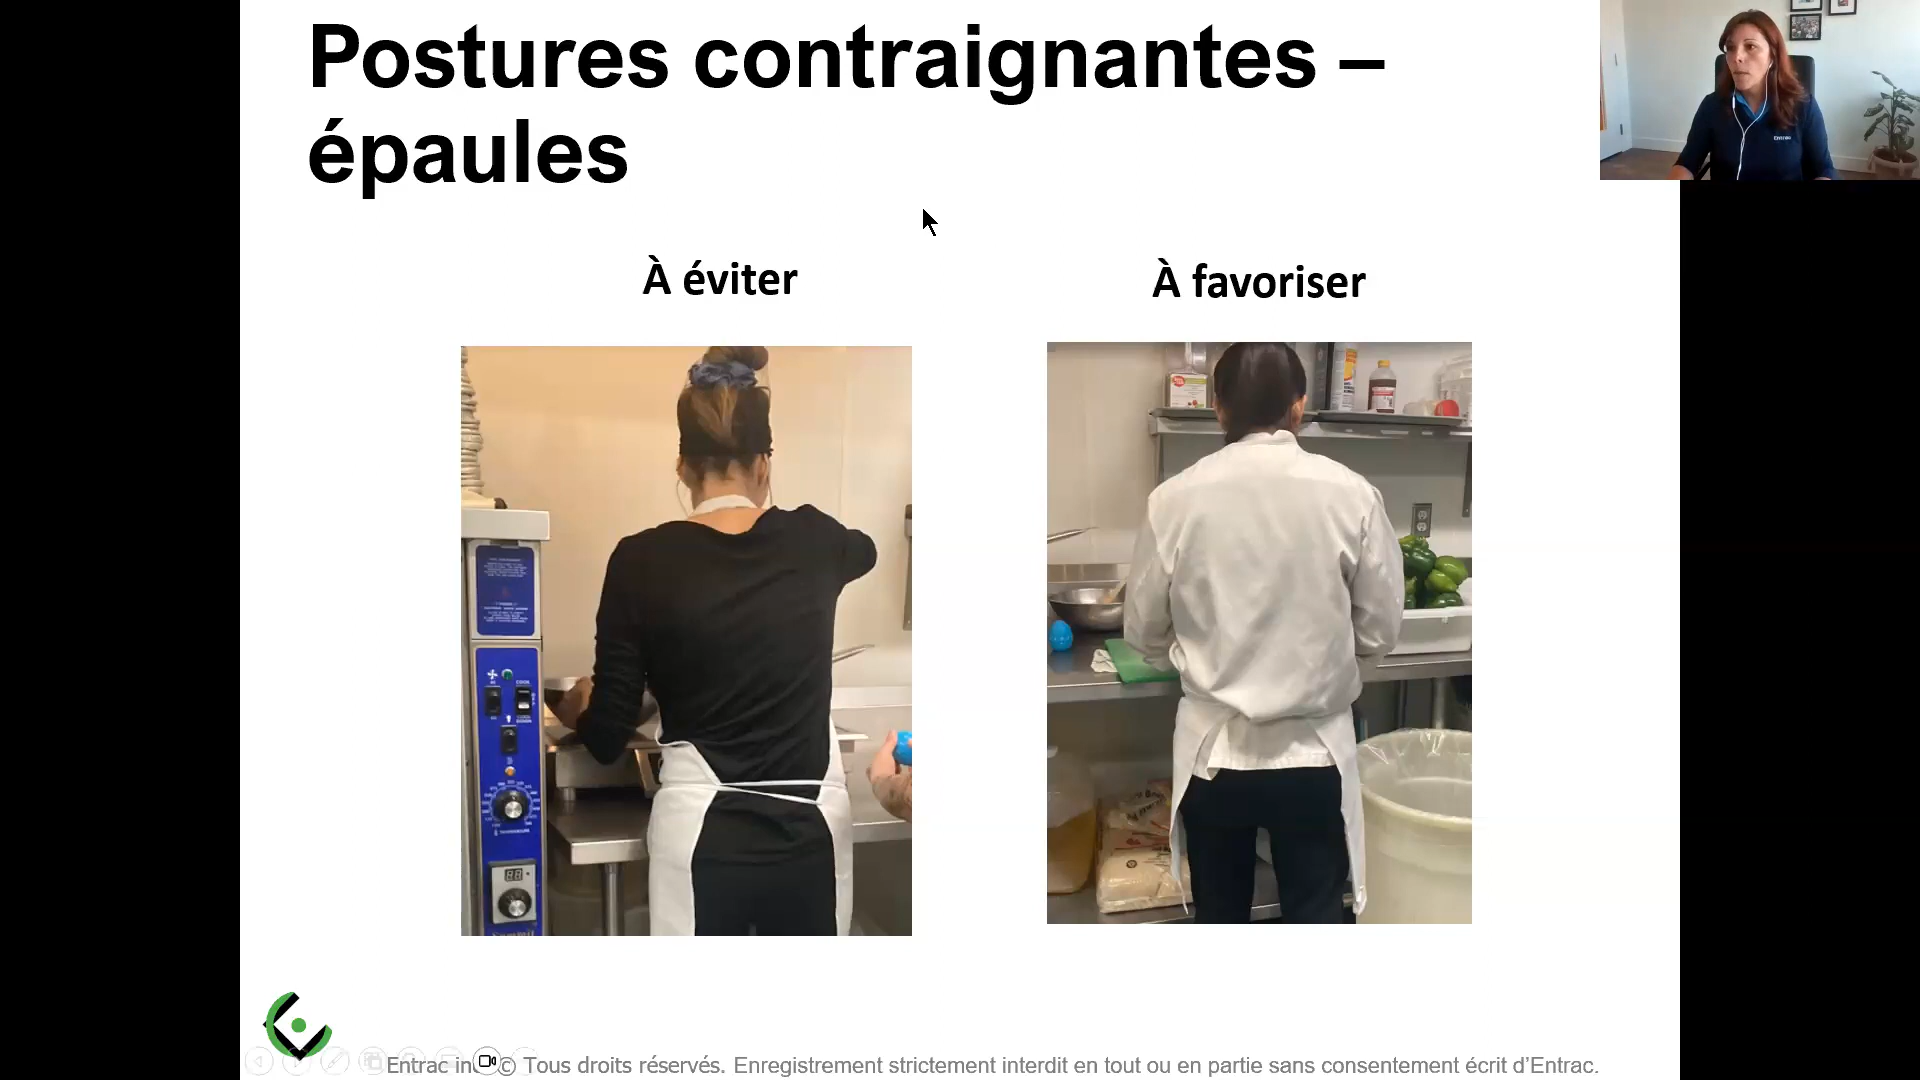 Postures contraignantes –
épaules
À éviter
À favoriser
Entrac inc © Tous droits réservés. Enregistrement strictement interdit en tout ou en partie sans consentement écrit d’Entrac.